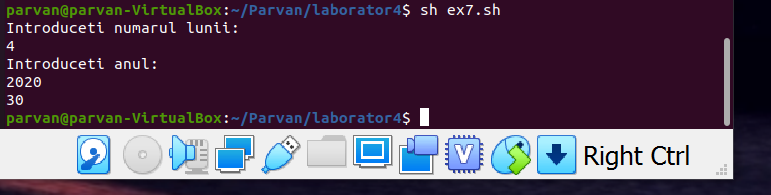 parvan@parvan-VirtualBox:~/Parvan/laborator4$ sh ex7.sh
Introduceti numarul lunii:
4
Introduceti anul:
2020
30
parvan@parvan-VirtualBox:~/Parvan/laborator4$
V
Right Ctrl